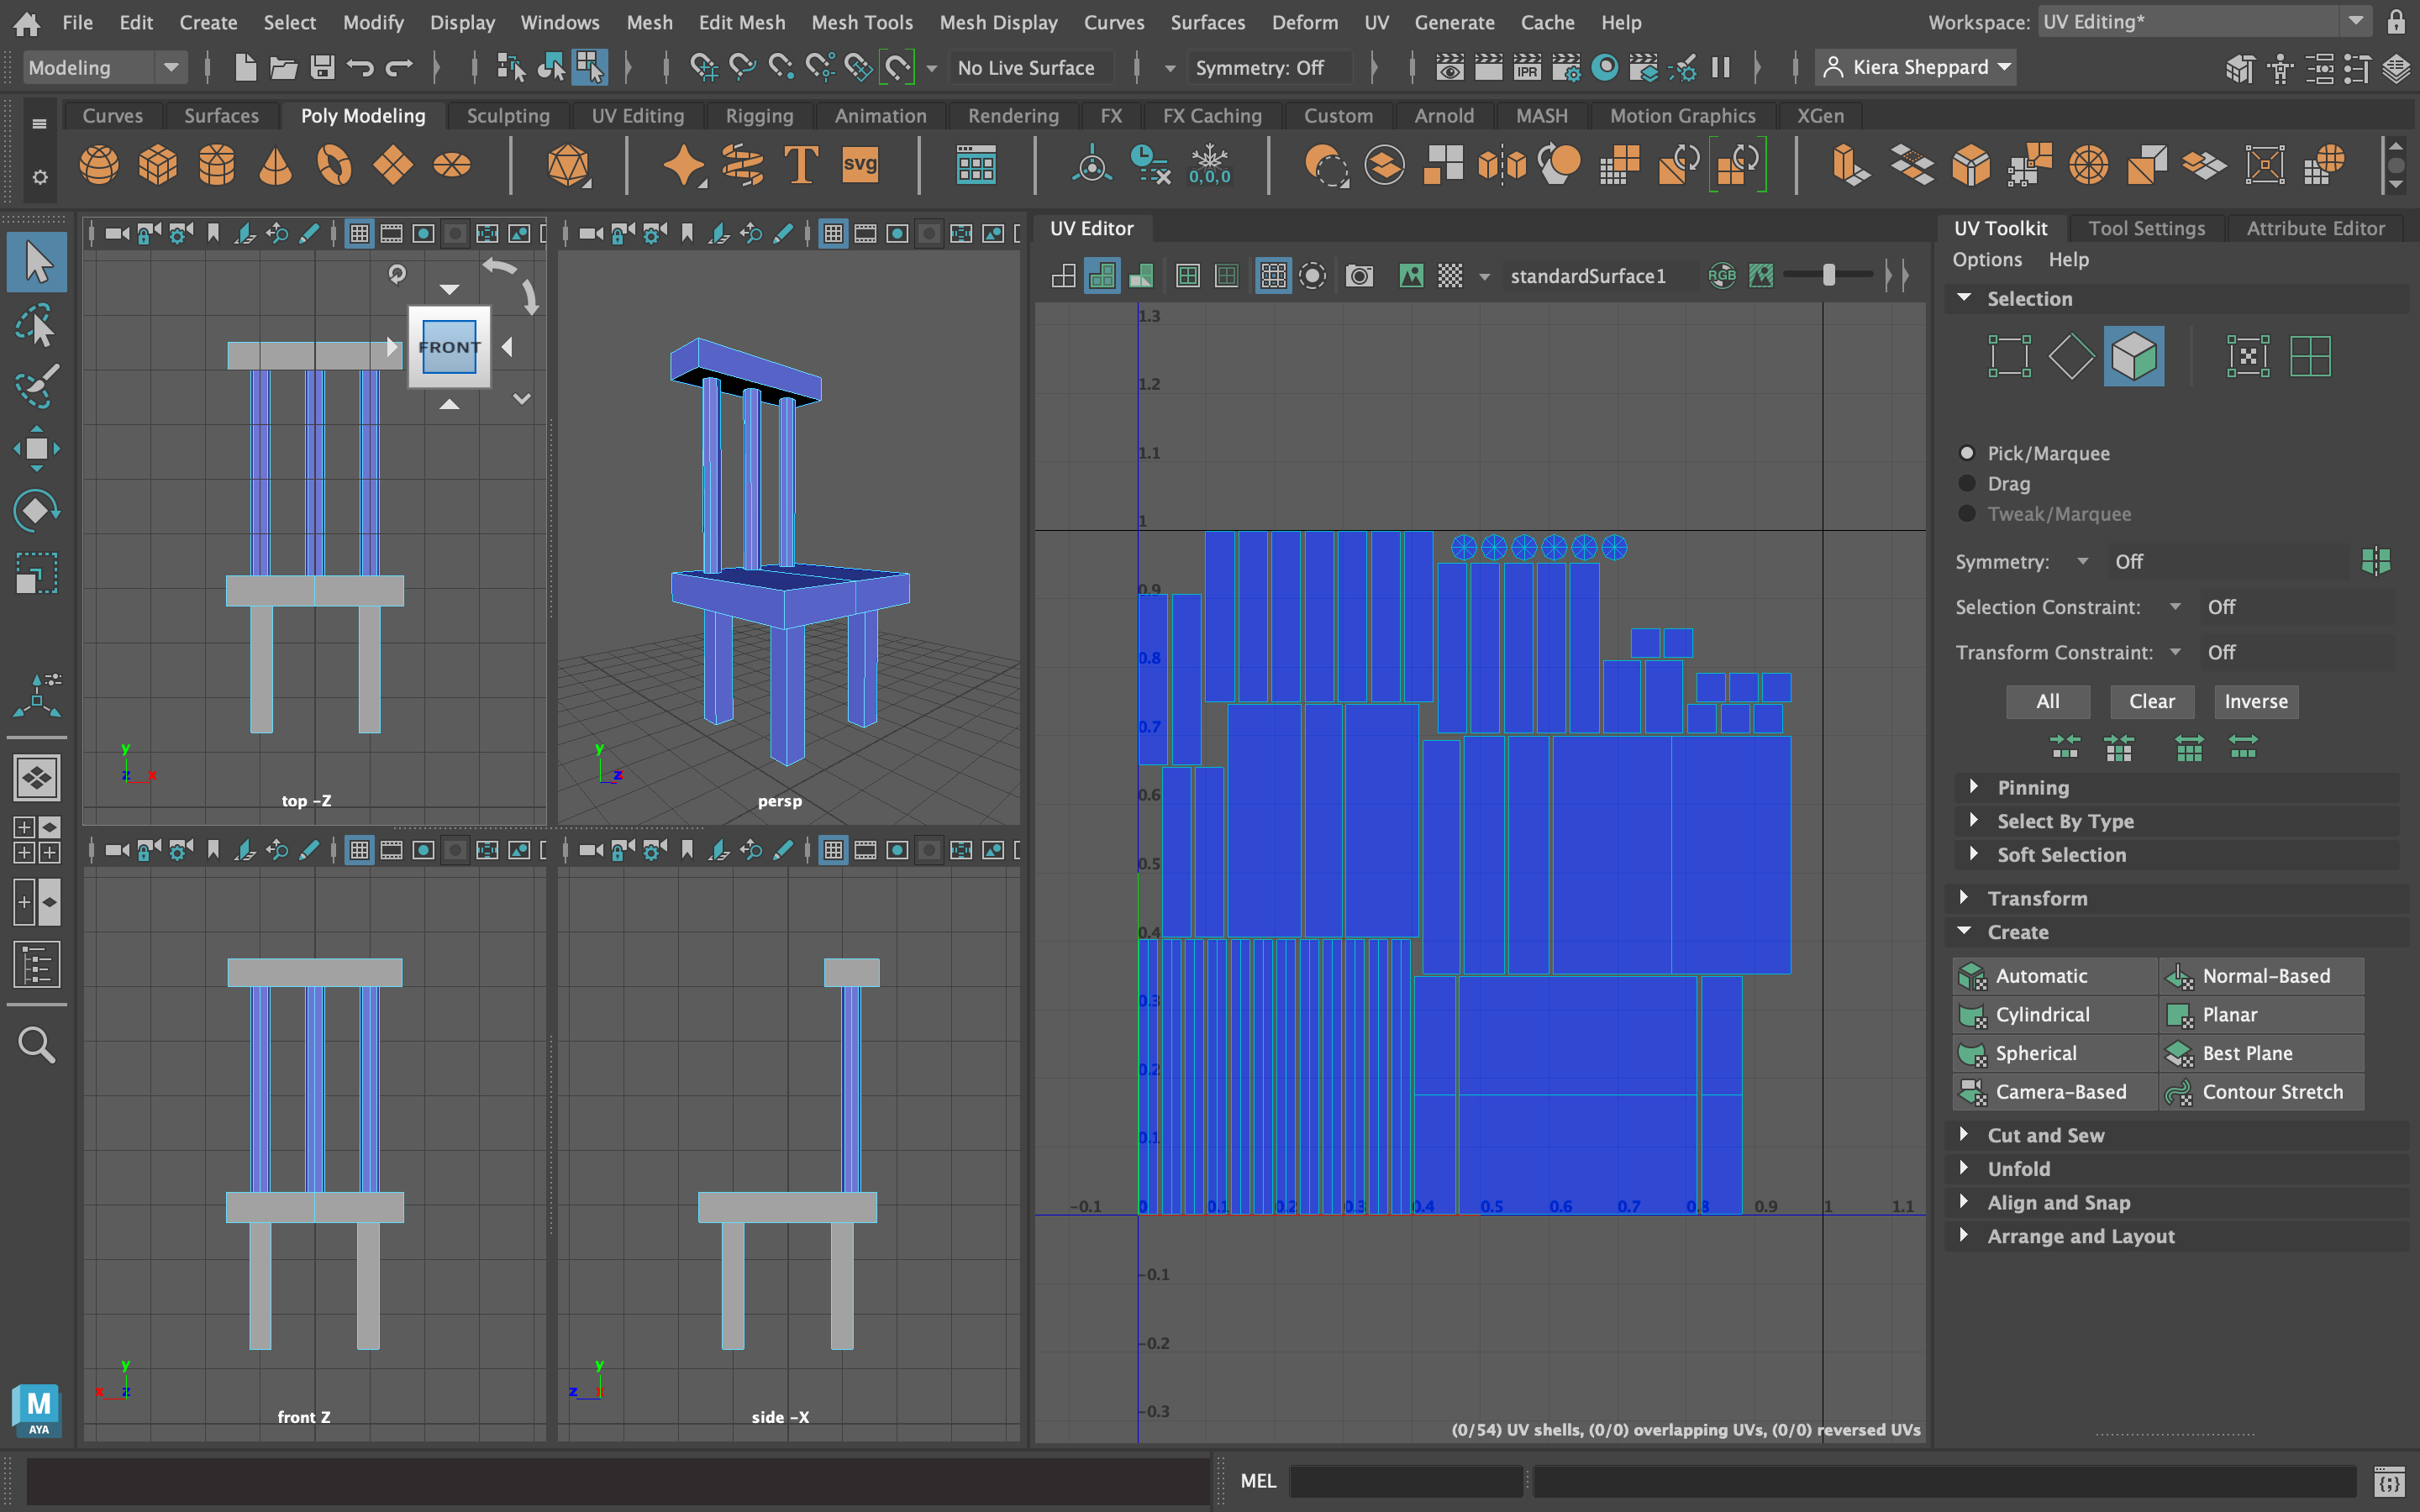 File Edit Create Select Modify Display Windows Mesh Edit Mesh Mesh Tools Mesh Display Curves Surfaces Deform UV Generate Cache Help Workspace: UV Editing*
Modeling No Live Surface Symmetry: Off IPR Kiera Sheppard
Curves Surfaces Poly Modeling Sculpting UV Editing Rigging Animation Rendering FX FX Caching Custom Arnold MASH Motion Graphics XGen
T svg 0,0,0
UV Editor
UV Toolkit Tool Settings Attribute Editor
Options Help
standardSurface1 RGB
Selection
FRONT
Pick/Marquee
Drag
Tweak/Marquee
Symmetry: Off
Selection Constraint: Off
Transform Constraint: Off
All Clear Inverse
Pinning
Select By Type
Soft Selection
Transform
Create
Automatic Normal-Based
Cylindrical Planar
Spherical Best Plane
Camera-Based Contour Stretch
Cut and Sew
Unfold
Align and Snap
Arrange and Layout
y
z x
top -Z
y
z
persp
y
x z
front Z
y
z x
side -X
1.3
1.2
1.1
1
0.9
0.8
0.7
0.6
0.5
0.4
0.3
0.2
0.1
-0.1 0 0.1 0.2 0.3 0.4 0.5 0.6 0.7 0.8 0.9 1 1.1
-0.1
-0.2
-0.3
(0/54) UV shells, (0/0) overlapping UVs, (0/0) reversed UVs
M
AYA
MEL